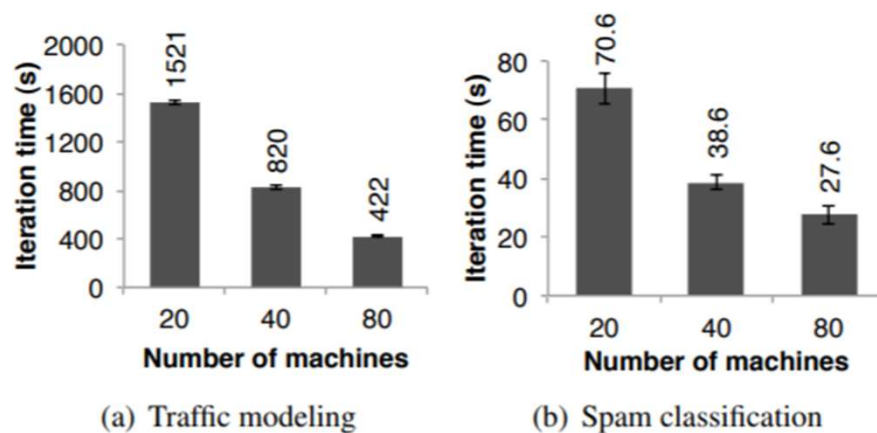 2000
1600
1200
800
400
0
Iteration time (s)
1521
820
422
20 40 80
Number of machines
(a) Traffic modeling
80
60
40
20
0
Iteration time (s)
70.6
38.6
27.6
20 40 80
Number of machines
(b) Spam classification